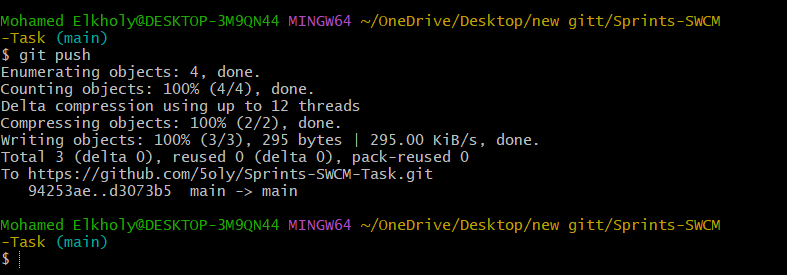 Mohamed Elkholy@DESKTOP-3M9QN44 MINGW64 ~/OneDrive/Desktop/new gitt/Sprints-SWCM
-Task (main)
$ git push
Enumerating objects: 4, done.
Counting objects: 100% (4/4), done.
Delta compression using up to 12 threads
Compressing objects: 100% (2/2), done.
Writing objects: 100% (3/3), 295 bytes | 295.00 KiB/s, done.
Total 3 (delta 0), reused 0 (delta 0), pack-reused 0
To https://github.com/5oly/Sprints-SWCM-Task.git
   94253ae..d3073b5  main -> main
Mohamed Elkholy@DESKTOP-3M9QN44 MINGW64 ~/OneDrive/Desktop/new gitt/Sprints-SWCM
-Task (main)
$